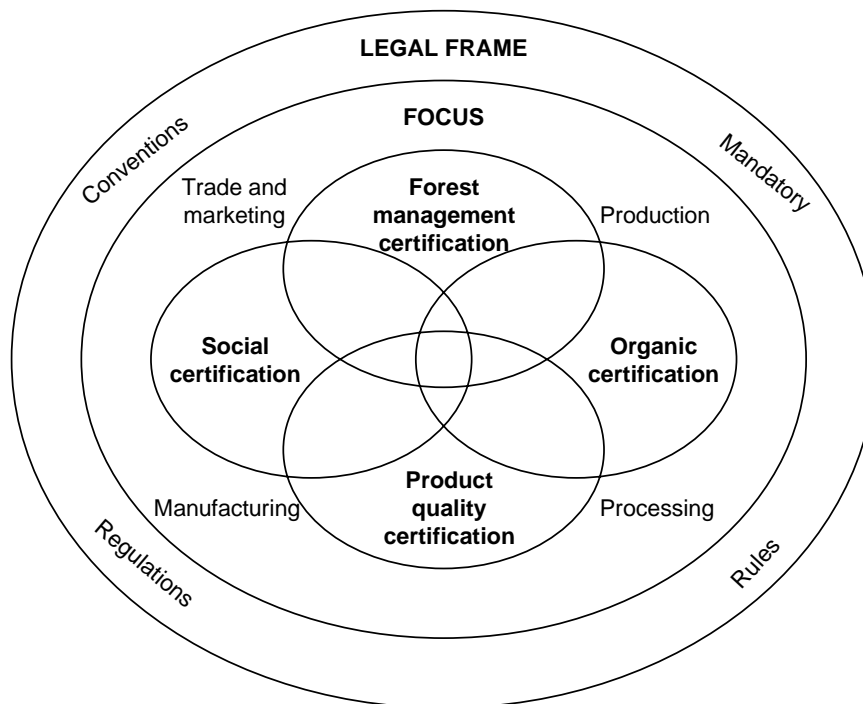 LEGAL FRAME
FOCUS
Conventions
Mandatory
Trade and
marketing
Forest
management
certification
Production
Social
certification
Organic
certification
Manufacturing
Product
quality
certification
Processing
Regulations
Rules